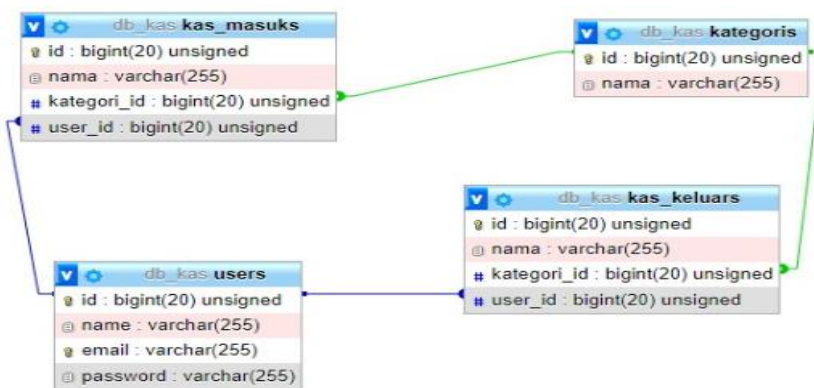 db_kas kas_masuks
id : bigint(20) unsigned
nama : varchar(255)
# kategori_id : bigint(20) unsigned
# user_id : bigint(20) unsigned
db_kas kategoris
id : bigint(20) unsigned
nama : varchar(255)
db_kas kas_keluars
id : bigint(20) unsigned
nama : varchar(255)
# kategori_id : bigint(20) unsigned
# user_id : bigint(20) unsigned
db_kas users
id : bigint(20) unsigned
name : varchar(255)
email : varchar(255)
password : varchar(255)